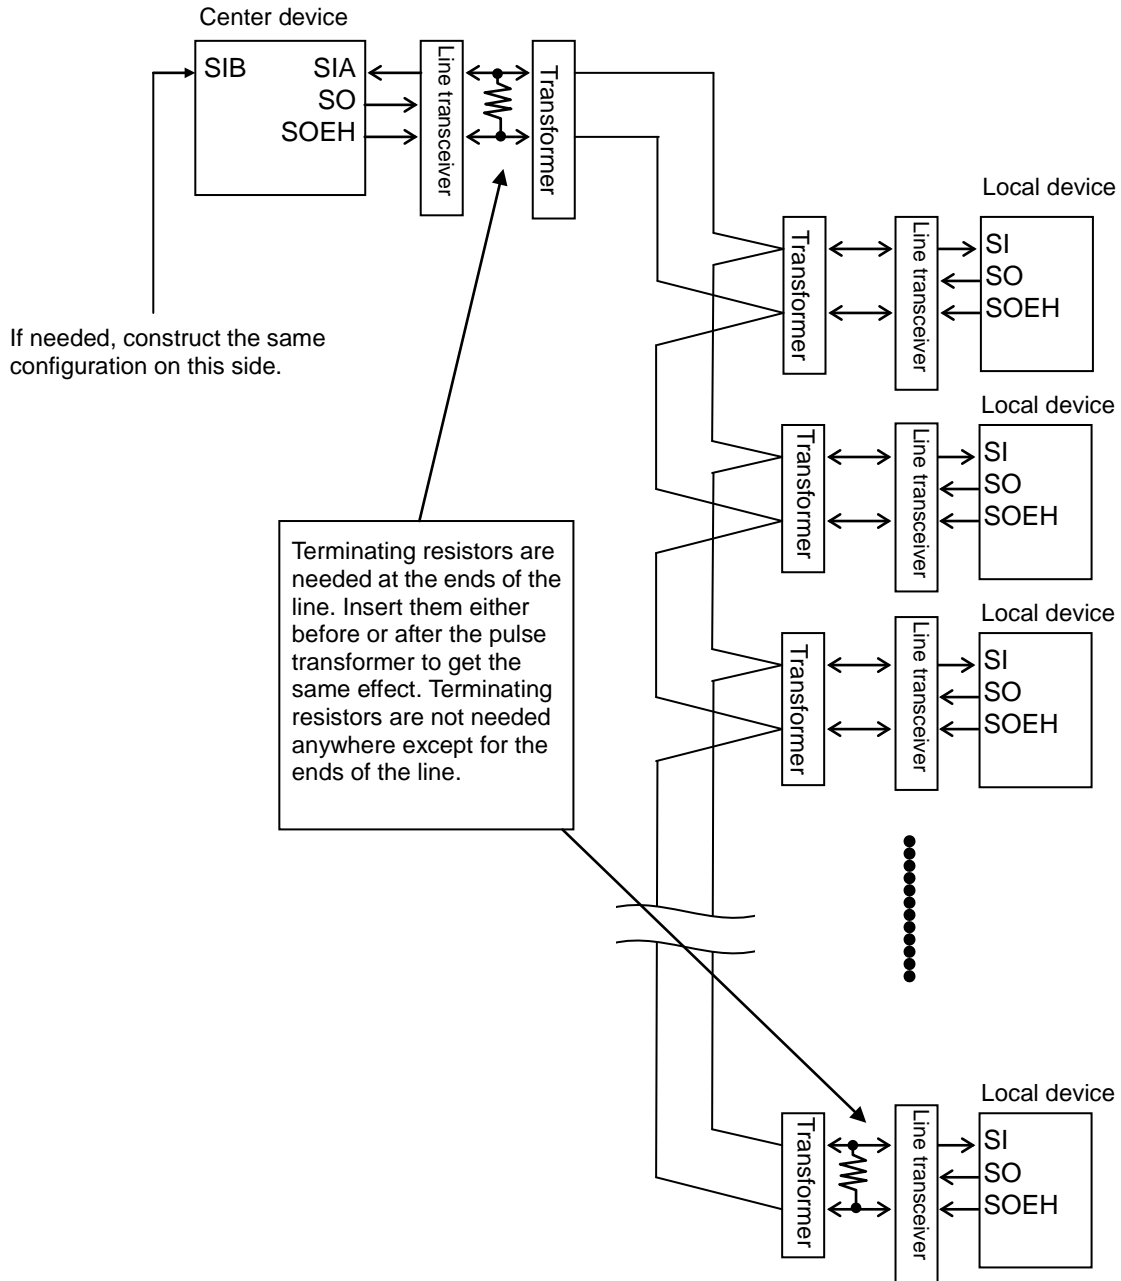 Center device
SIB
SIA
SO
SOEH
Line transceiver
Transformer
If needed, construct the same
configuration on this side.
Terminating resistors are
needed at the ends of the
line. Insert them either
before or after the pulse
transformer to get the
same effect. Terminating
resistors are not needed
anywhere except for the
ends of the line.
Local device
Transformer
Line transceiver
SI
SO
SOEH
Local device
Transformer
Line transceiver
SI
SO
SOEH
Local device
Transformer
Line transceiver
SI
SO
SOEH
Local device
Transformer
Line transceiver
SI
SO
SOEH